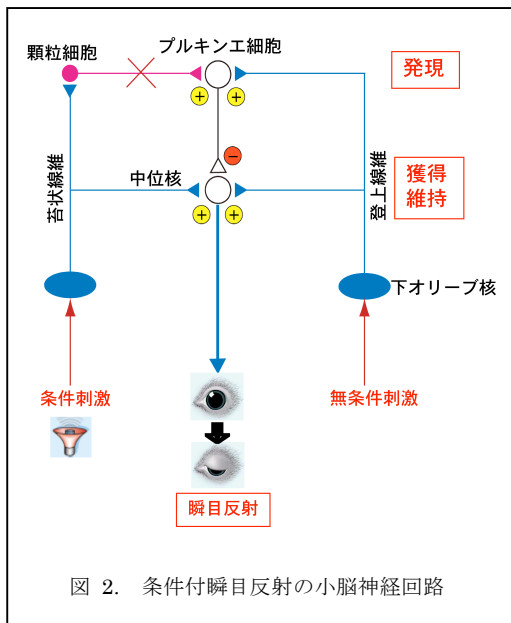 プルキンエ細胞
顆粒細胞
発現
+ +
−
中位核
苔状線維
登上線維
獲得
維持
+ +
下オリーブ核
条件刺激
無条件刺激
瞬目反射
図 2. 条件付瞬目反射の小脳神経回路